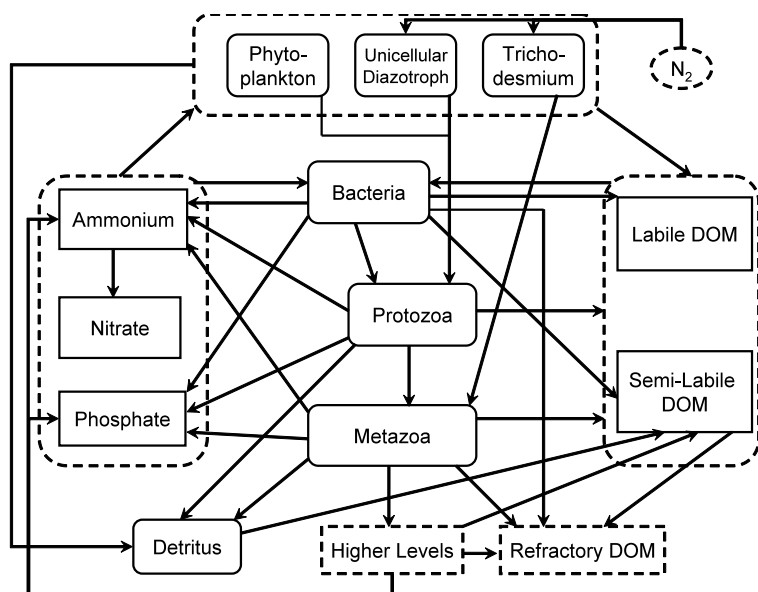 Phyto-
plankton
Unicellular
Diazotroph
Tricho-
desmium
N2
Bacteria
Ammonium
Labile DOM
Nitrate
Protozoa
Phosphate
Metazoa
Semi-Labile
DOM
Detritus
Higher Levels
Refractory DOM